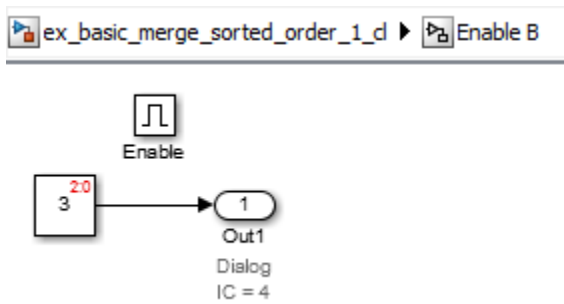 ex_basic_merge_sorted_order_1_cl Enable B
Enable
2:0
3
1
Out1
Dialog
IC = 4